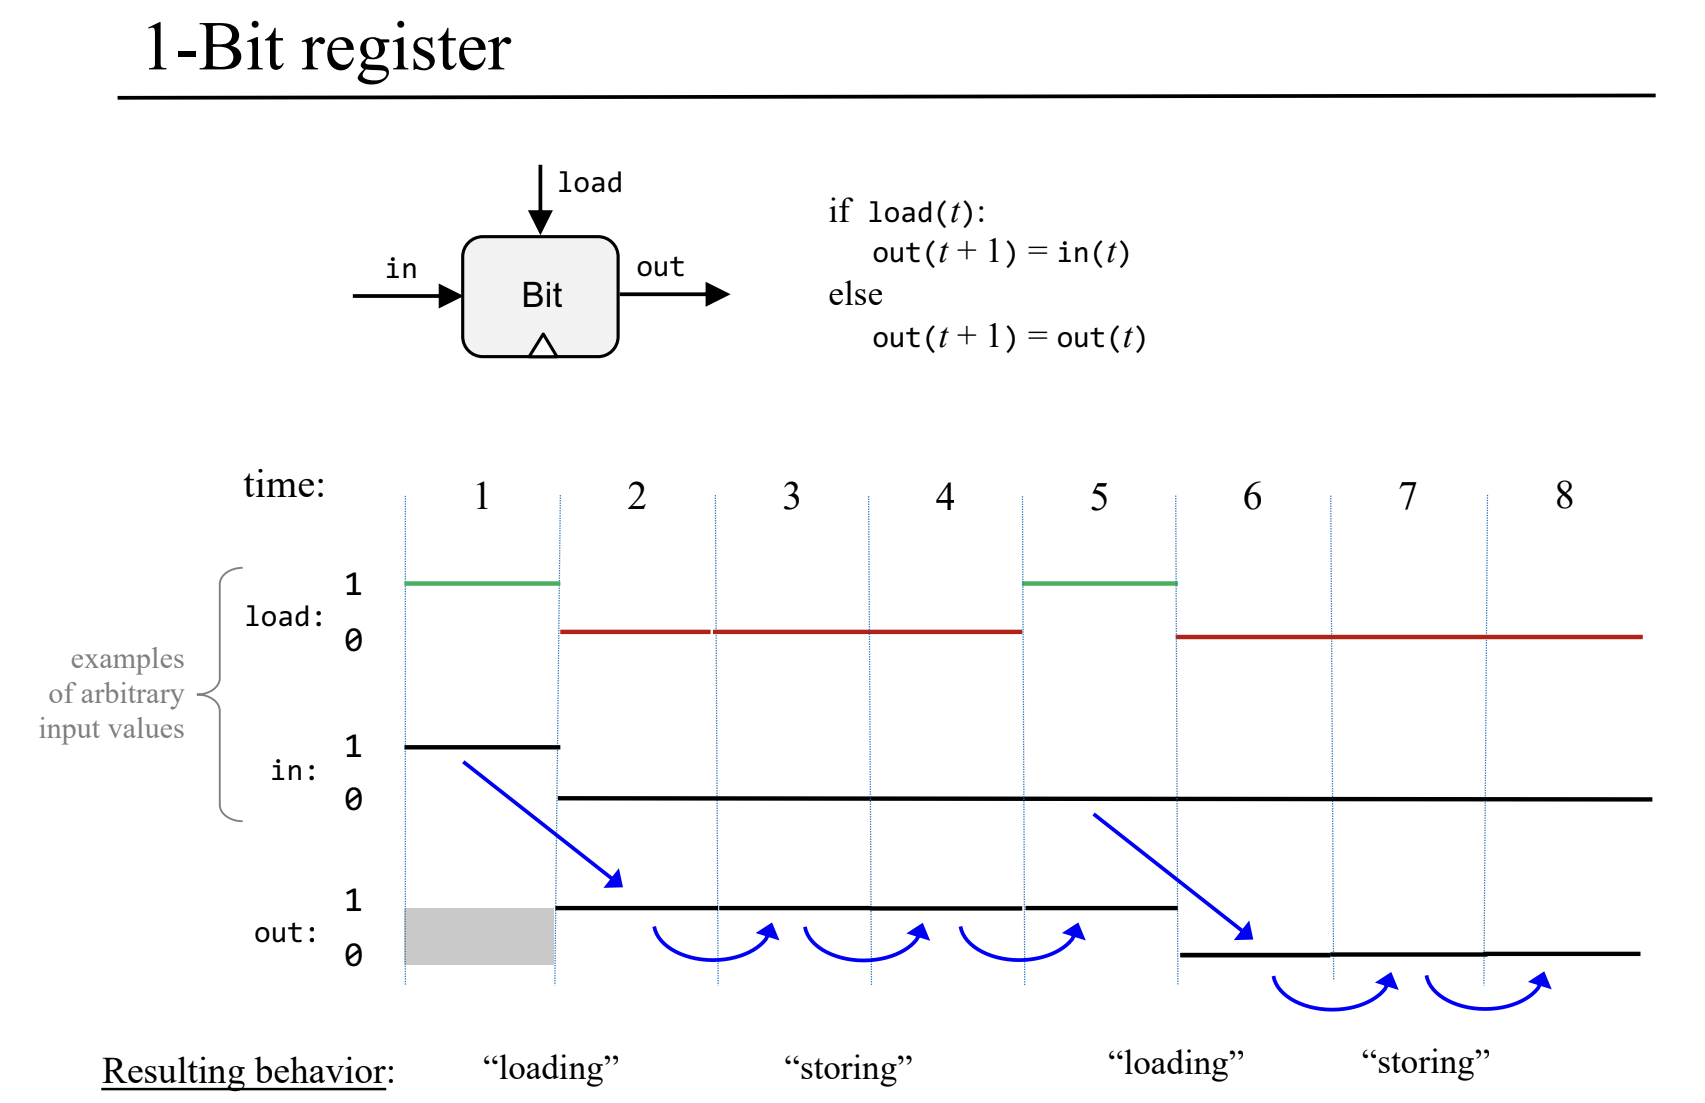 1-Bit register
load
in
out
Bit
if load(t):
out(t + 1) = in(t)
else
out(t + 1) = out(t)
time: 1 2 3 4 5 6 7 8
examples
of arbitrary
input values
load:
1
0
in:
1
0
out:
1
0
Resulting behavior: “loading” “storing” “loading” “storing”